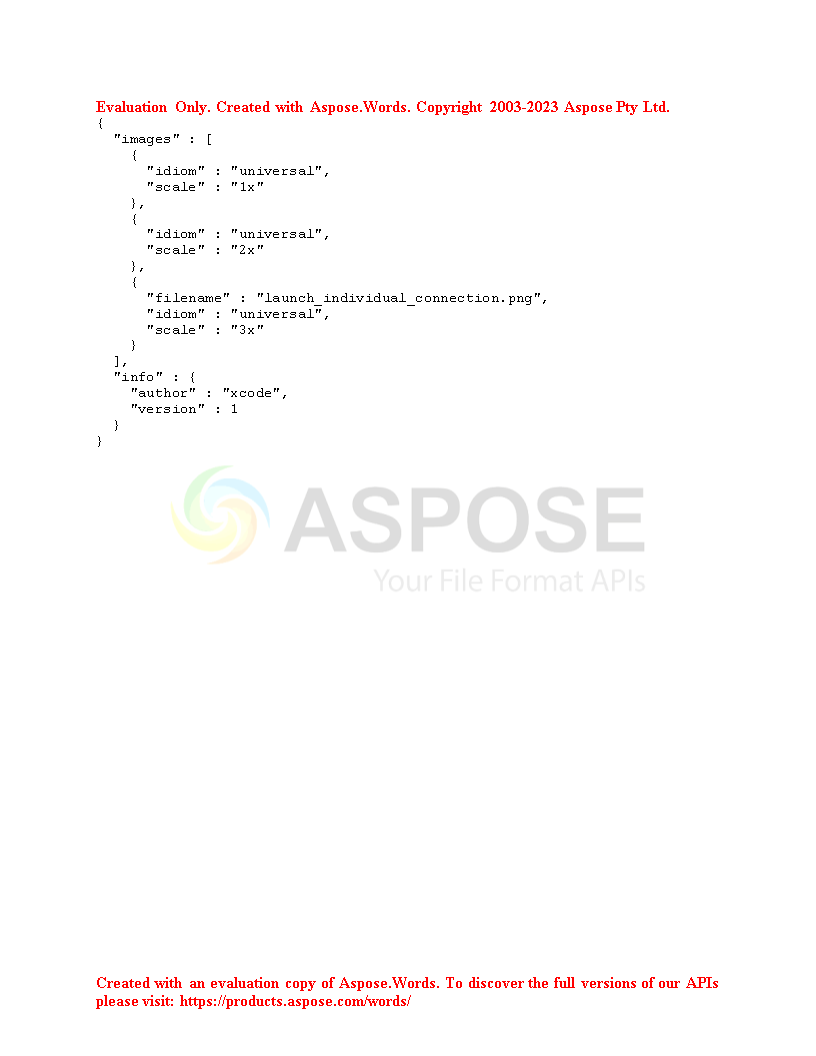 Evaluation Only. Created with Aspose.Words. Copyright 2003-2023 Aspose Pty Ltd.
{
  "images" : [
    {
      "idiom" : "universal",
      "scale" : "1x"
    },
    {
      "idiom" : "universal",
      "scale" : "2x"
    },
    {
      "filename" : "launch_individual_connection.png",
      "idiom" : "universal",
      "scale" : "3x"
    }
  ],
  "info" : {
    "author" : "xcode",
    "version" : 1
  }
}
ASPOSE
Your File Format APIs
Created with an evaluation copy of Aspose.Words. To discover the full versions of our APIs
please visit: https://products.aspose.com/words/